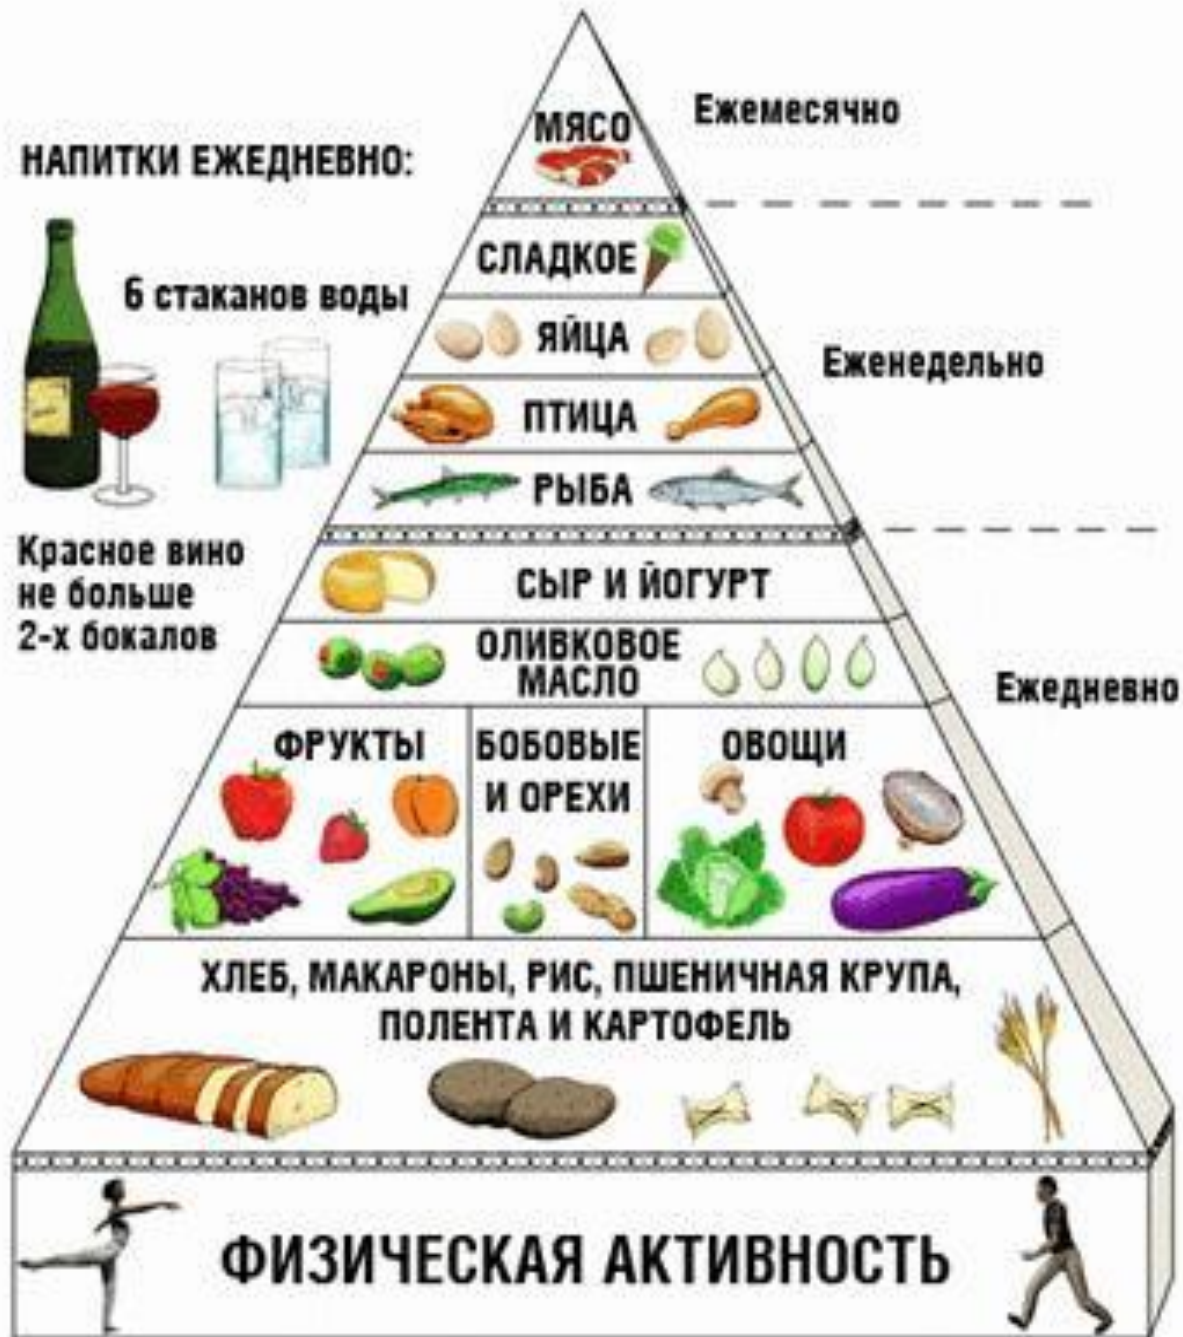 МЯСО
Ежемесячно
НАПИТКИ ЕЖЕДНЕВНО:
6 стаканов воды
Красное вино
не больше
2-х бокалов
СЛАДКОЕ
ЯЙЦА
Еженедельно
ПТИЦА
РЫБА
СЫР И ЙОГУРТ
ОЛИВКОВОЕ
МАСЛО
Ежедневно
ФРУКТЫ
БОБОВЫЕ
И ОРЕХИ
ОВОЩИ
ХЛЕБ, МАКАРОНЫ, РИС, ПШЕНИЧНАЯ КРУПА,
ПОЛЕНТА И КАРТОФЕЛЬ
ФИЗИЧЕСКАЯ АКТИВНОСТЬ